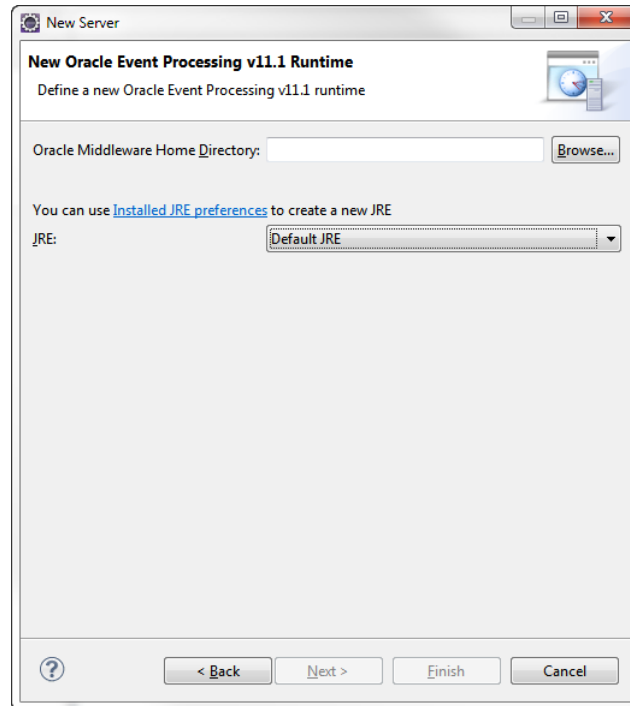 New Server
New Oracle Event Processing v11.1 Runtime
Define a new Oracle Event Processing v11.1 runtime
Oracle Middleware Home Directory: Browse...
You can use Installed JRE preferences to create a new JRE
JRE: Default JRE
? < Back Next > Finish Cancel